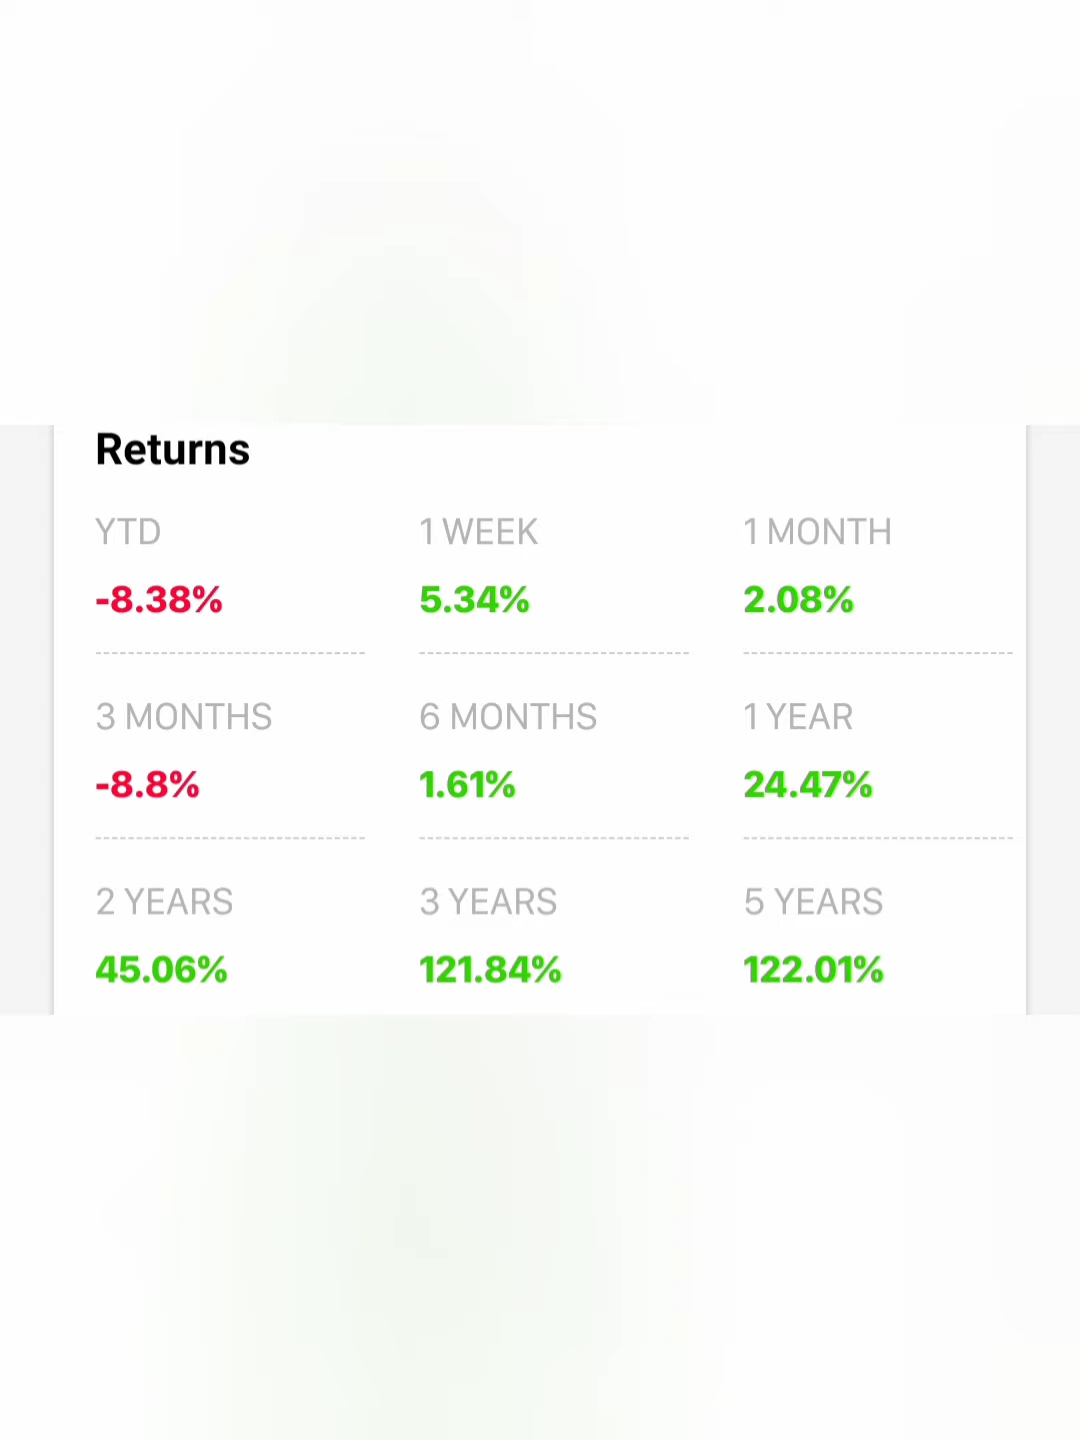 Returns
YTD 1 WEEK 1 MONTH
-8.38% 5.34% 2.08%
3 MONTHS 6 MONTHS 1 YEAR
-8.8% 1.61% 24.47%
2 YEARS 3 YEARS 5 YEARS
45.06% 121.84% 122.01%